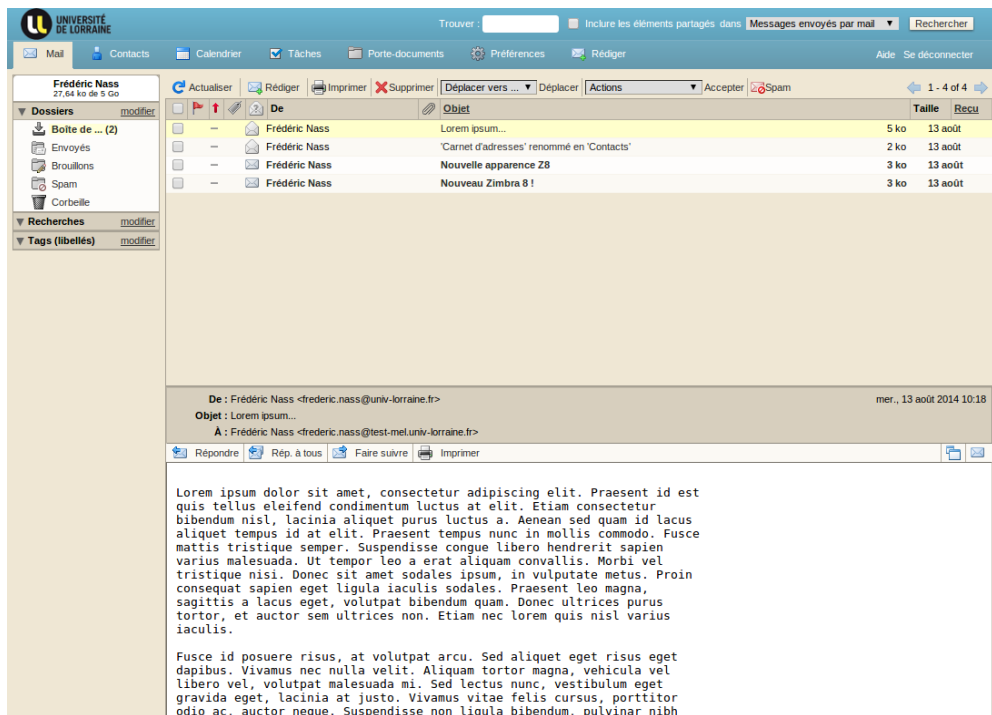 UNIVERSITÉ
DE LORRAINE
Trouver : Inclure les éléments partagés dans Messages envoyés par mail Rechercher
Mail Contacts Calendrier Tâches Porte-documents Préférences Rédiger Aide Se déconnecter
Frédéric Nass
27,64 ko de 5 Go
Dossiers modifier
Boîte de ... (2)
Envoyés
Brouillons
Spam
Corbeille
Recherches modifier
Tags (libellés) modifier
Actualiser Rédiger Imprimer Supprimer Déplacer vers ... Déplacer Actions Accepter Spam 1 - 4 of 4
De Objet Taille Reçu
Frédéric Nass Lorem ipsum... 5 ko 13 août
Frédéric Nass 'Carnet d'adresses' renommé en 'Contacts' 2 ko 13 août
Frédéric Nass Nouvelle apparence Z8 3 ko 13 août
Frédéric Nass Nouveau Zimbra 8 ! 3 ko 13 août
De : Frédéric Nass <frederic.nass@univ-lorraine.fr> mer., 13 août 2014 10:18
Objet : Lorem ipsum...
À : Frédéric Nass <frederic.nass@test-mel.univ-lorraine.fr>
Répondre Rép. à tous Faire suivre Imprimer
Lorem ipsum dolor sit amet, consectetur adipiscing elit. Praesent id est
quis tellus eleifend condimentum luctus at elit. Etiam consectetur
bibendum nisl, lacinia aliquet purus luctus a. Aenean sed quam id lacus
aliquet tempus id at elit. Praesent tempus nunc in mollis commodo. Fusce
mattis tristique semper. Suspendisse congue libero hendrerit sapien
varius malesuada. Ut tempor leo a erat aliquam convallis. Morbi vel
tristique nisi. Donec sit amet sodales ipsum, in vulputate metus. Proin
consequat sapien eget ligula iaculis sodales. Praesent leo magna,
sagittis a lacus eget, volutpat bibendum quam. Donec ultrices purus
tortor, et auctor sem ultrices non. Etiam nec lorem quis nisl varius
iaculis.
Fusce id posuere risus, at volutpat arcu. Sed aliquet eget risus eget
dapibus. Vivamus nec nulla velit. Aliquam tortor magna, vehicula vel
libero vel, volutpat malesuada mi. Sed lectus nunc, vestibulum eget
gravida eget, lacinia at justo. Vivamus vitae felis cursus, porttitor
odio ac, auctor neque. Suspendisse non ligula bibendum, pulvinar nibh